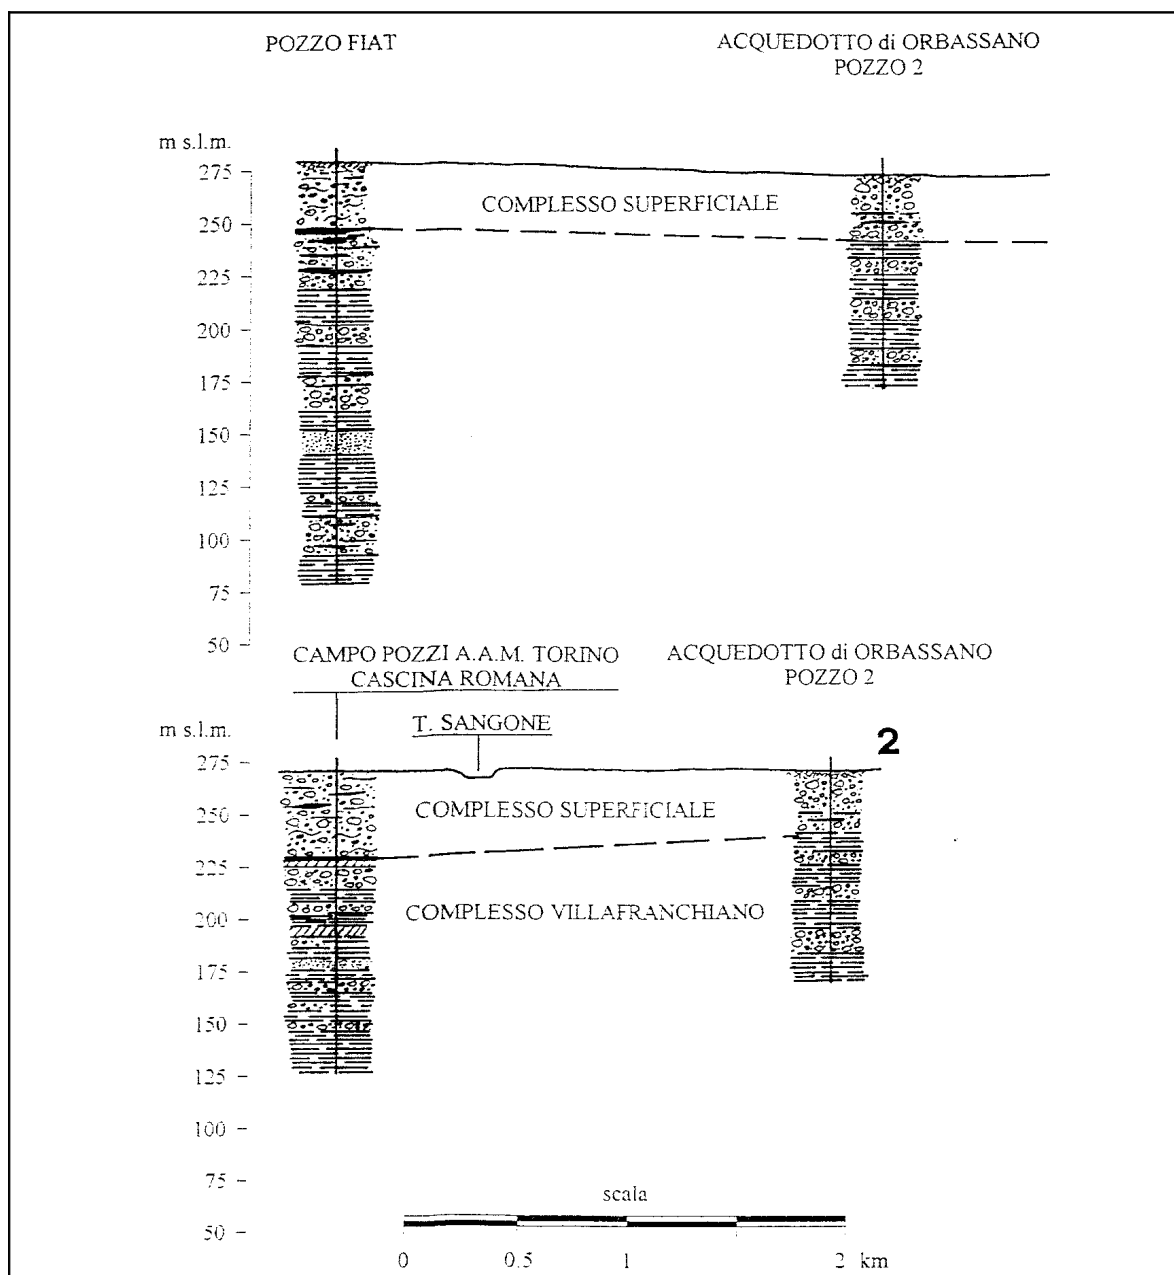 POZZO FIAT
ACQUEDOTTO di ORBASSANO
POZZO 2
m s.l.m.
275
250
225
200
175
150
125
100
75
50
COMPLESSO SUPERFICIALE
CAMPO POZZI A.A.M. TORINO
CASCINA ROMANA
ACQUEDOTTO di ORBASSANO
POZZO 2
T. SANGONE
2
m s.l.m.
275
250
225
200
175
150
125
100
75
50
COMPLESSO SUPERFICIALE
COMPLESSO VILLAFRANCHIANO
scala
0 0.5 1 2 km